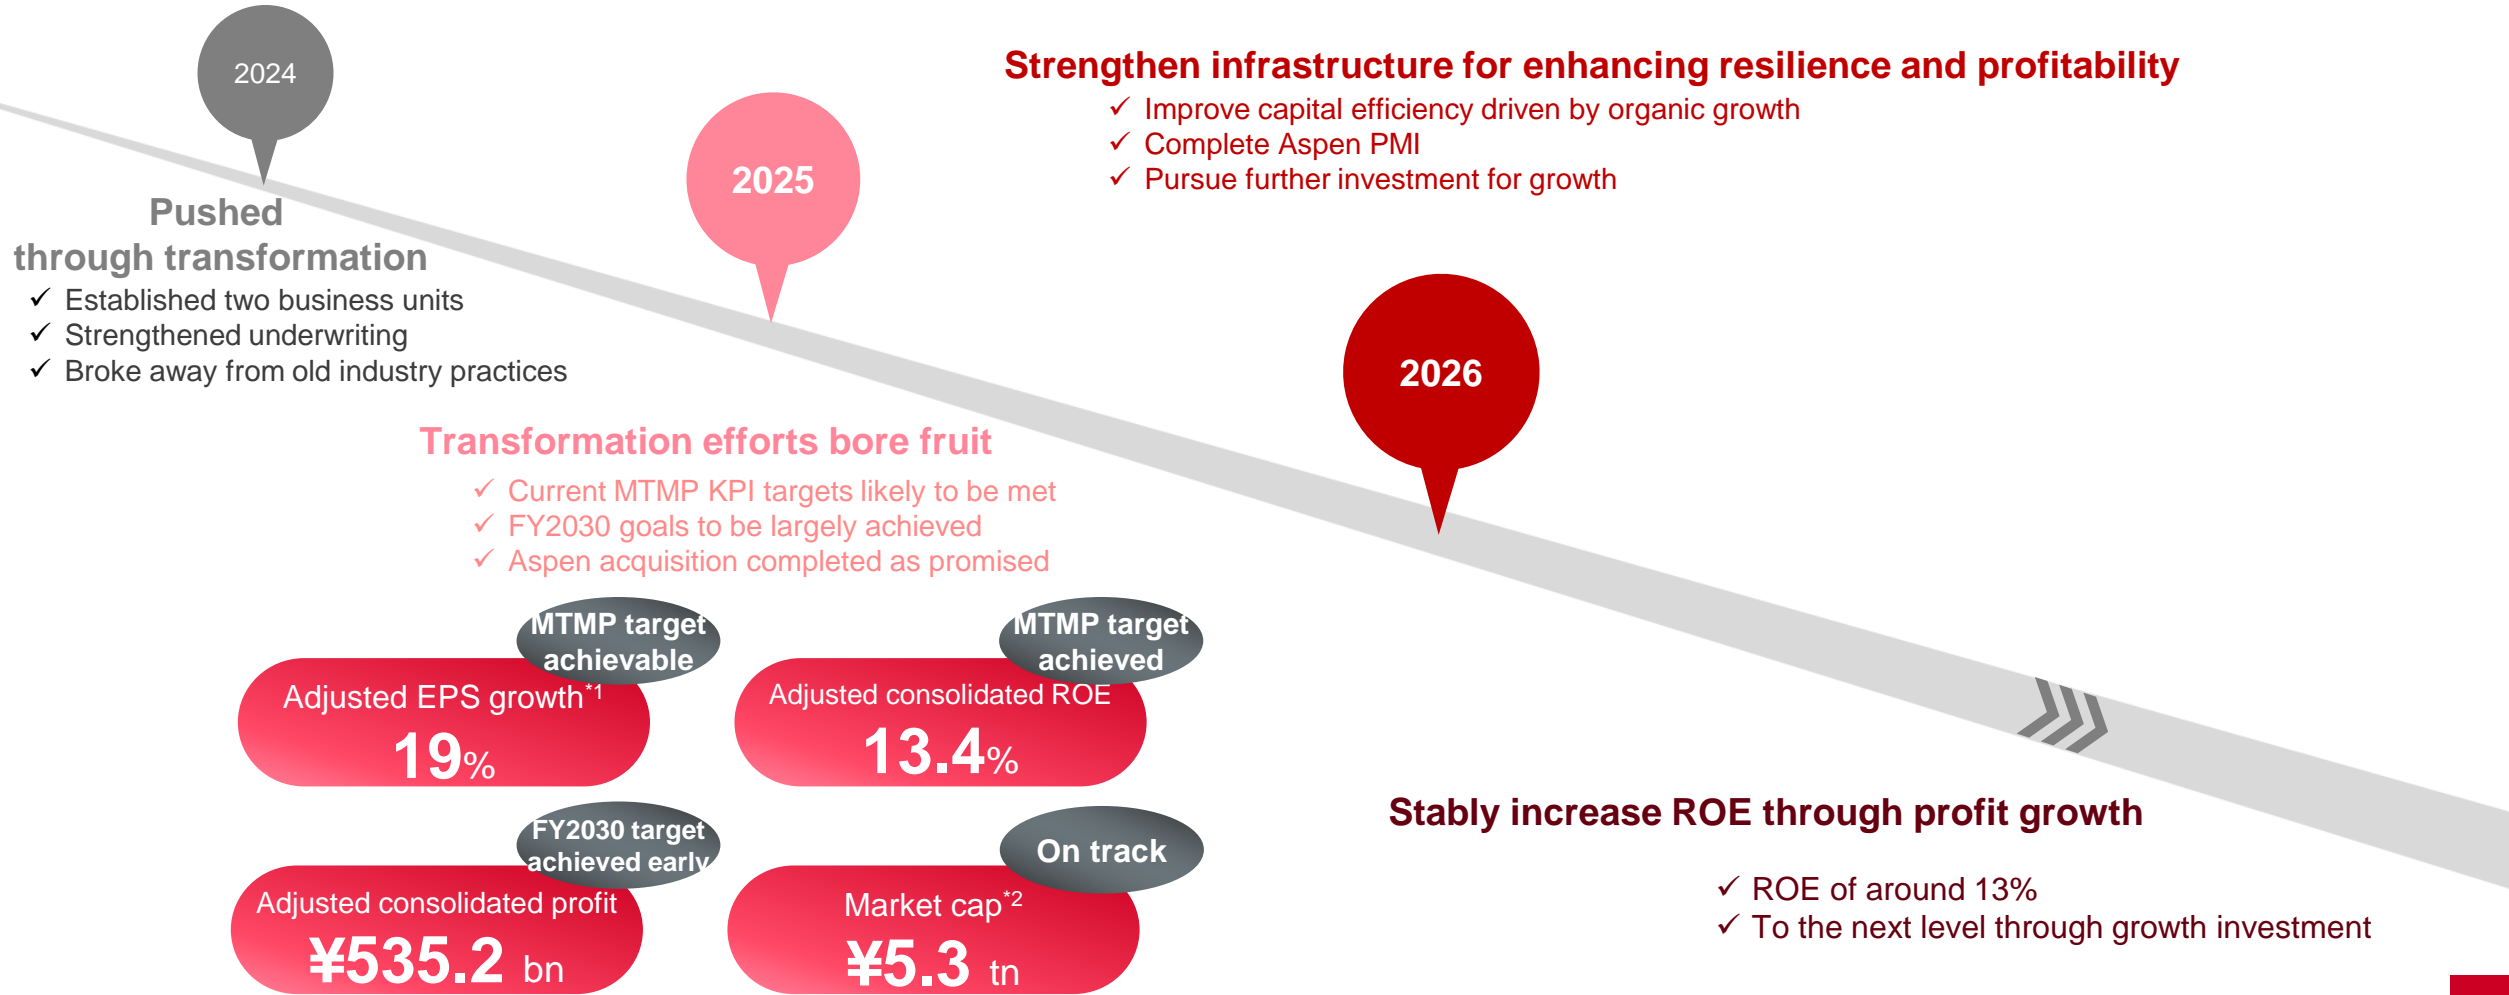 2024
Pushed
through transformation
✓ Established two business units
✓ Strengthened underwriting
✓ Broke away from old industry practices
2025
Transformation efforts bore fruit
✓ Current MTMP KPI targets likely to be met
✓ FY2030 goals to be largely achieved
✓ Aspen acquisition completed as promised
MTMP target
achievable
Adjusted EPS growth*1
19%
MTMP target
achieved
Adjusted consolidated ROE
13.4%
FY2030 target
achieved early
Adjusted consolidated profit
¥535.2 bn
On track
Market cap*2
¥5.3 tn
Strengthen infrastructure for enhancing resilience and profitability
✓ Improve capital efficiency driven by organic growth
✓ Complete Aspen PMI
✓ Pursue further investment for growth
2026
Stably increase ROE through profit growth
✓ ROE of around 13%
✓ To the next level through growth investment